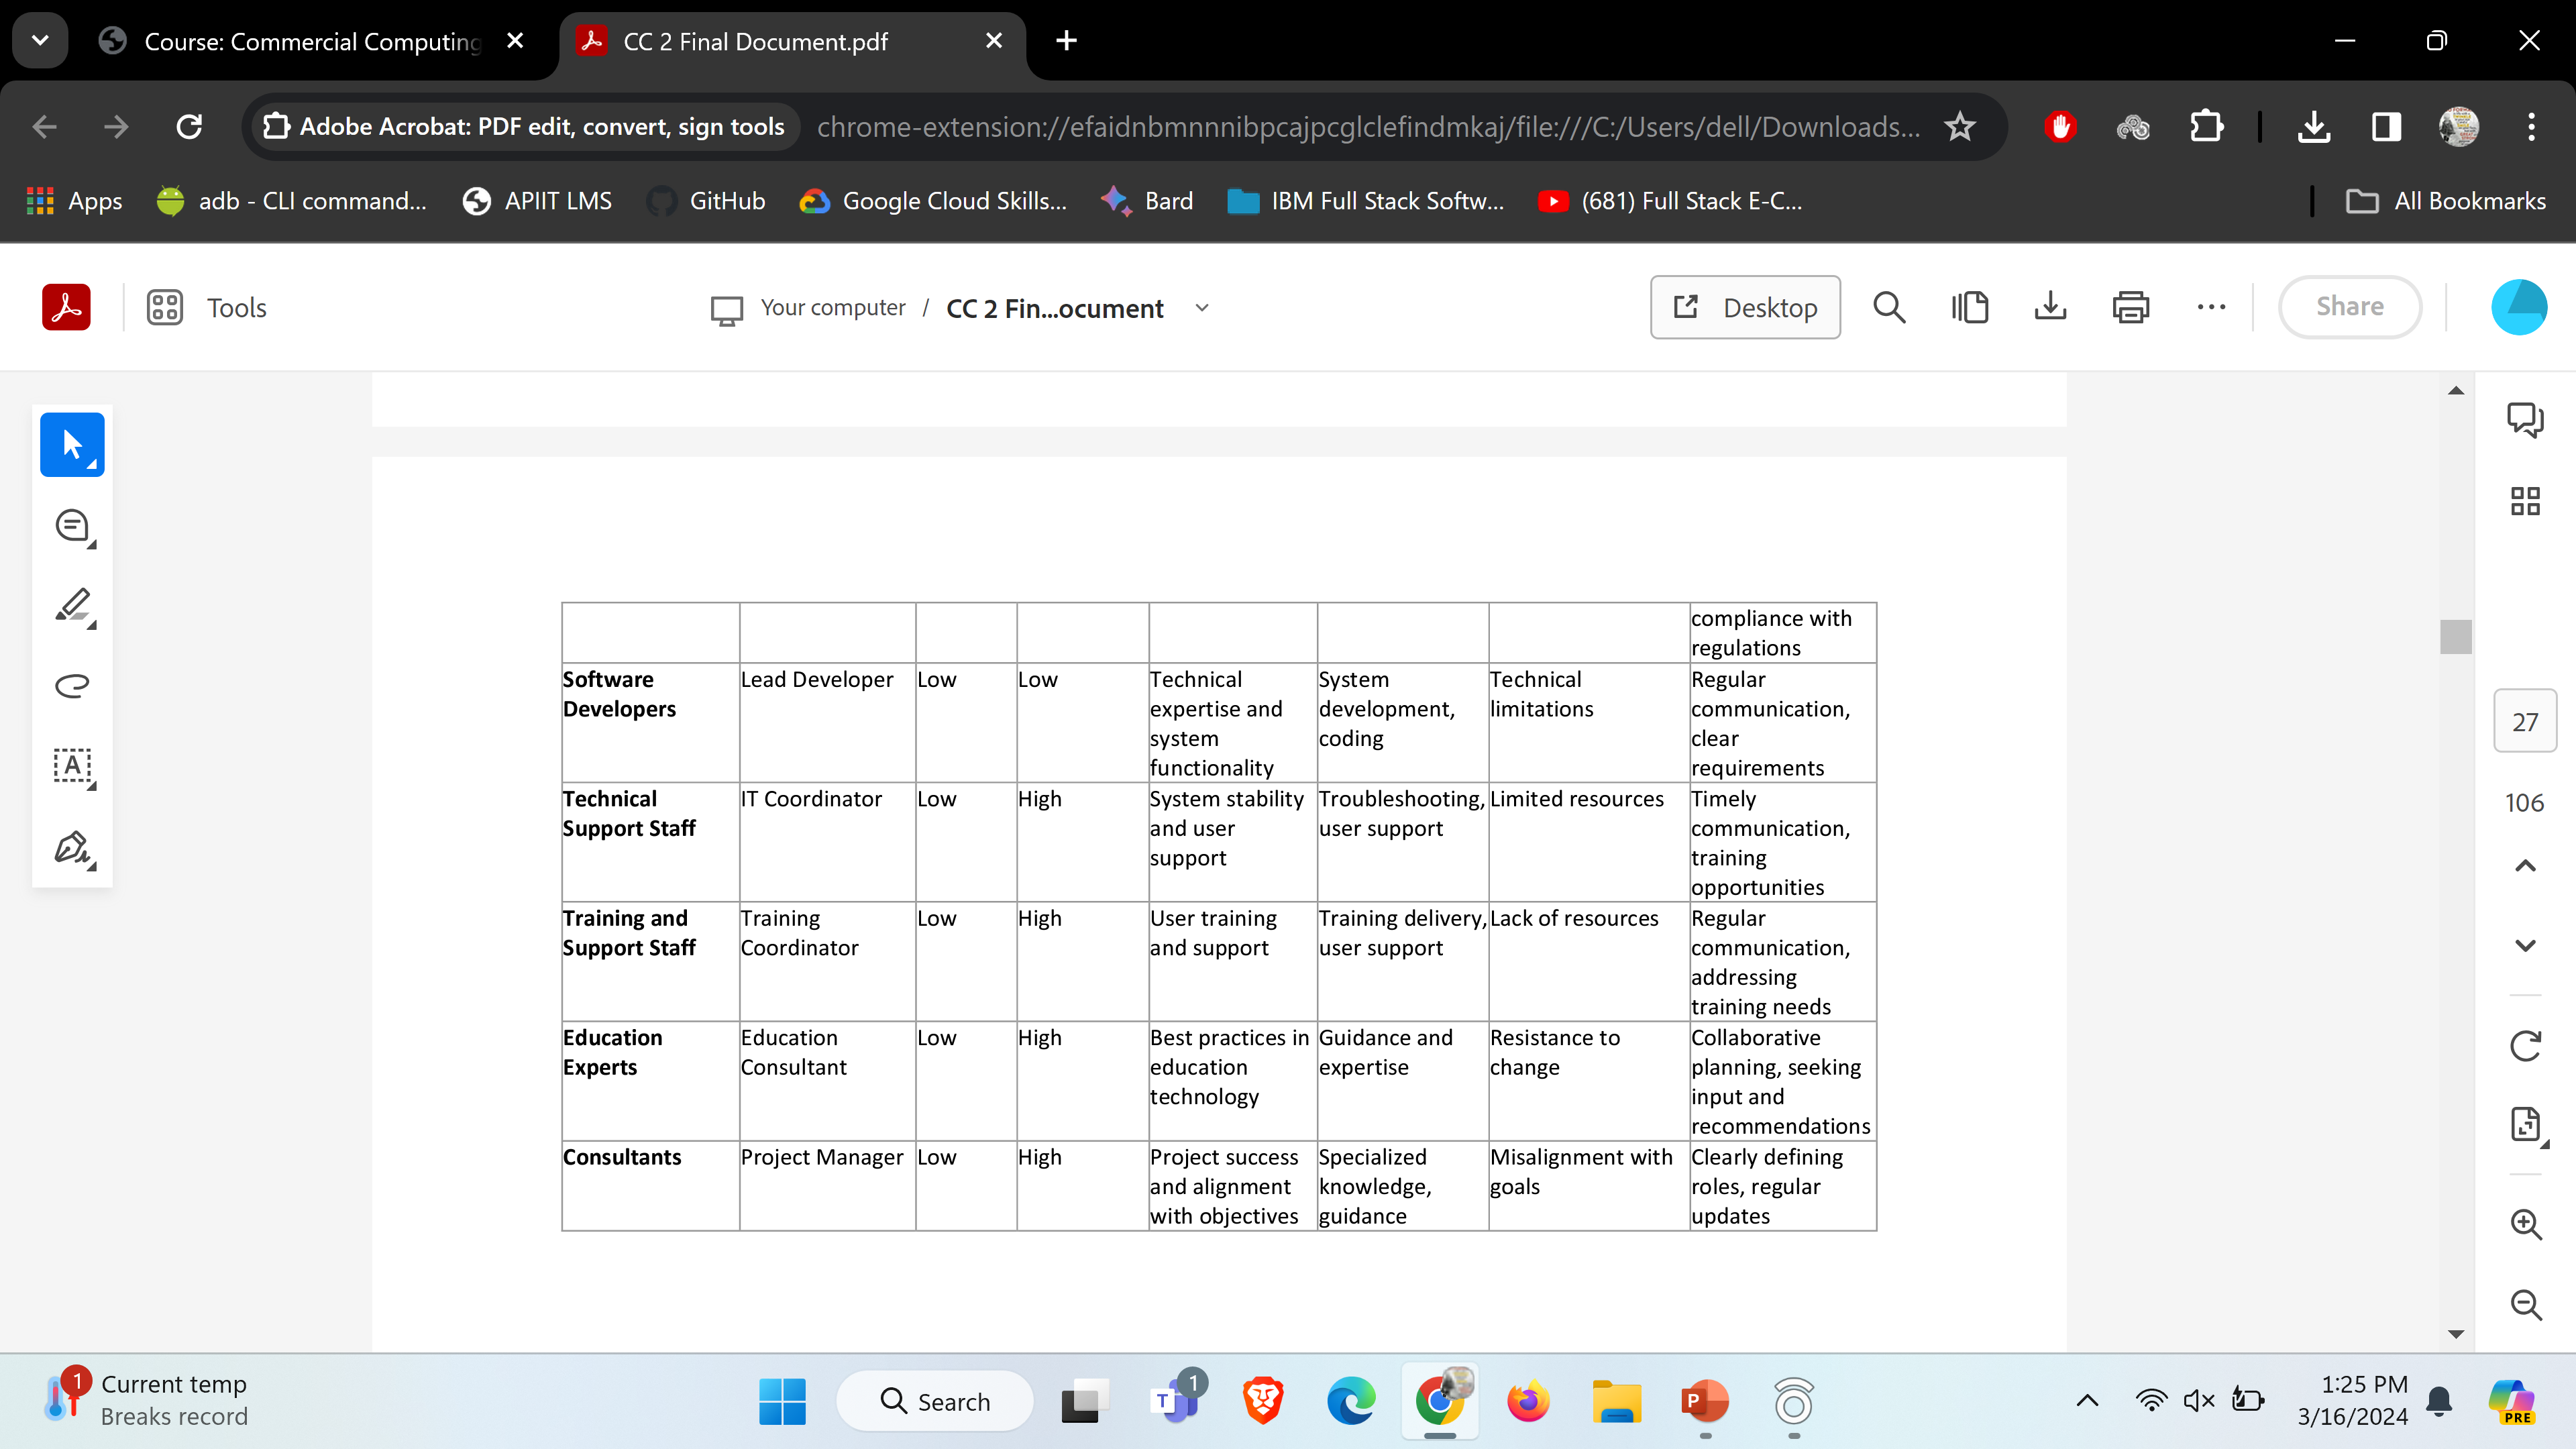 Course: Commercial Computing
CC 2 Final Document.pdf
Adobe Acrobat: PDF edit, convert, sign tools
chrome-extension://efaidnbmnnnibpcajpcglclefindmkaj/file:///C:/Users/dell/Downloads...
Apps
adb - CLI command...
APIIT LMS
GitHub
Google Cloud Skills...
Bard
IBM Full Stack Softw...
(681) Full Stack E-C...
All Bookmarks
Tools
Your computer / CC 2 Fin...ocument
Desktop
Share
compliance with
regulations
Software
Developers
Lead Developer
Low
Low
Technical
expertise and
system
functionality
System
development,
coding
Technical
limitations
Regular
communication,
clear
requirements
Technical
Support Staff
IT Coordinator
Low
High
System stability
and user
support
Troubleshooting,
user support
Limited resources
Timely
communication,
training
opportunities
Training and
Support Staff
Training
Coordinator
Low
High
User training
and support
Training delivery,
user support
Lack of resources
Regular
communication,
addressing
training needs
Education
Experts
Education
Consultant
Low
High
Best practices in
education
technology
Guidance and
expertise
Resistance to
change
Collaborative
planning, seeking
input and
recommendations
Consultants
Project Manager
Low
High
Project success
and alignment
with objectives
Specialized
knowledge,
guidance
Misalignment with
goals
Clearly defining
roles, regular
updates
27
106
1
Current temp
Breaks record
Search
T
1
P
1:25 PM
3/16/2024
PRE